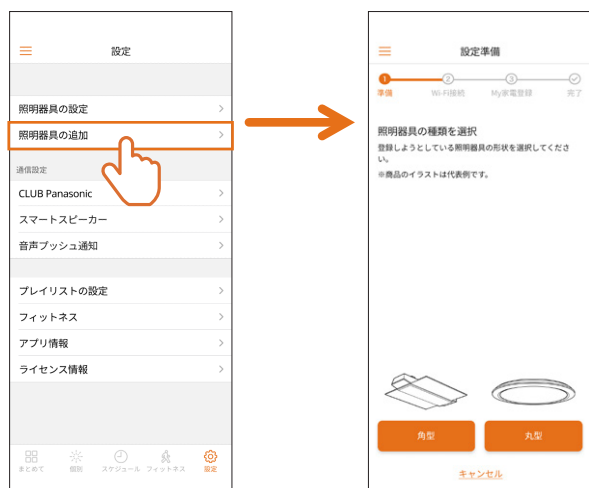 設定
照明器具の設定
照明器具の追加
通信設定
CLUB Panasonic
スマートスピーカー
音声プッシュ通知
プレイリストの設定
フィットネス
アプリ情報
ライセンス情報
まとめて 個別 スケジュール フィットネス 設定
設定準備
1 2 3
準備 Wi-Fi接続 My家電登録 完了
照明器具の種類を選択
登録しようとしている照明器具の形状を選択してくださ
い。
※商品のイラストは代表例です。
角型 丸型
キャンセル